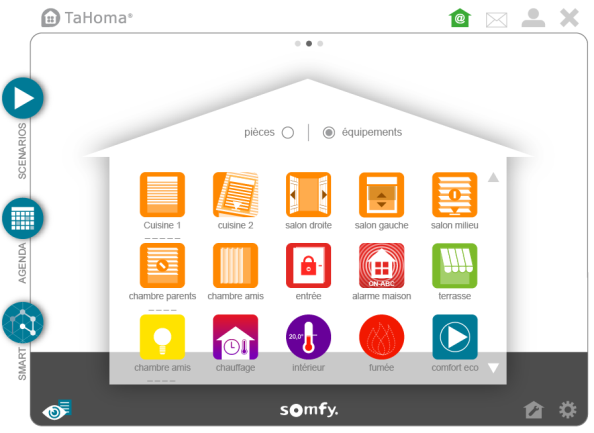 TaHoma®
@
pièces
équipements
SCENARIOS
AGENDA
SMART
Cuisine 1
cuisine 2
salon droite
salon gauche
salon milieu
chambre parents
chambre amis
entrée
ON-ABC
alarme maison
terrasse
20,0°
chambre amis
chauffage
intérieur
fumée
comfort eco
somfy.